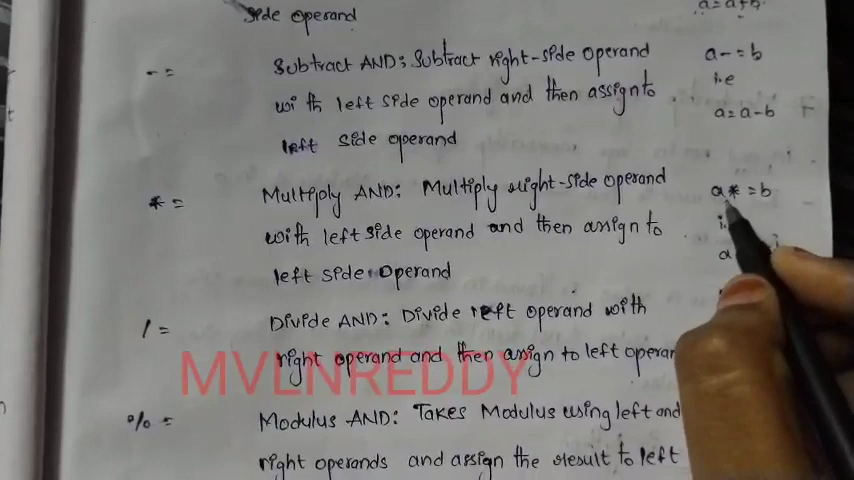 side operand a=a+b.
-= Subtract AND: Subtract right-side operand a-=b
with left side operand and then assign to i.e
left side operand a=a-b
*= Multiply AND: Multiply right-side operand a*=b
with left side operand and then assign to i.
left side operand a
/= Divide AND: Divide left operand with
right operand and then assign to left operan
MVLNREDDY
%= Modulus AND: Takes Modulus using left and
right operands and assign the result to left